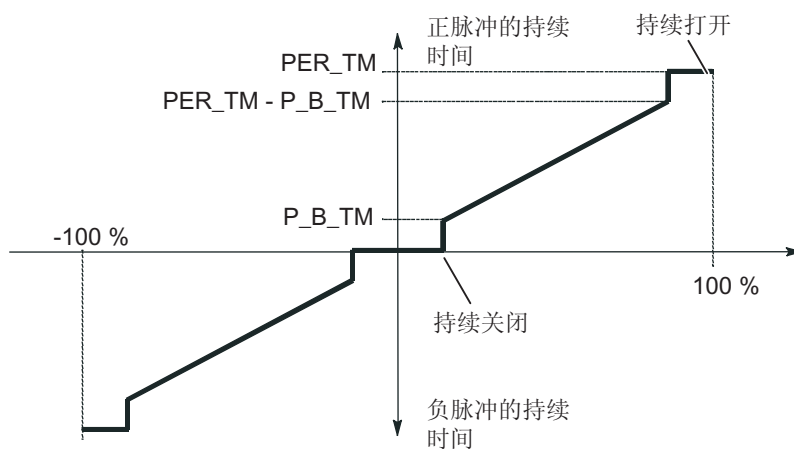 正脉冲的持续
时间
持续打开
PER_TM
PER_TM - P_B_TM
P_B_TM
-100 %
100 %
持续关闭
负脉冲的持续
时间